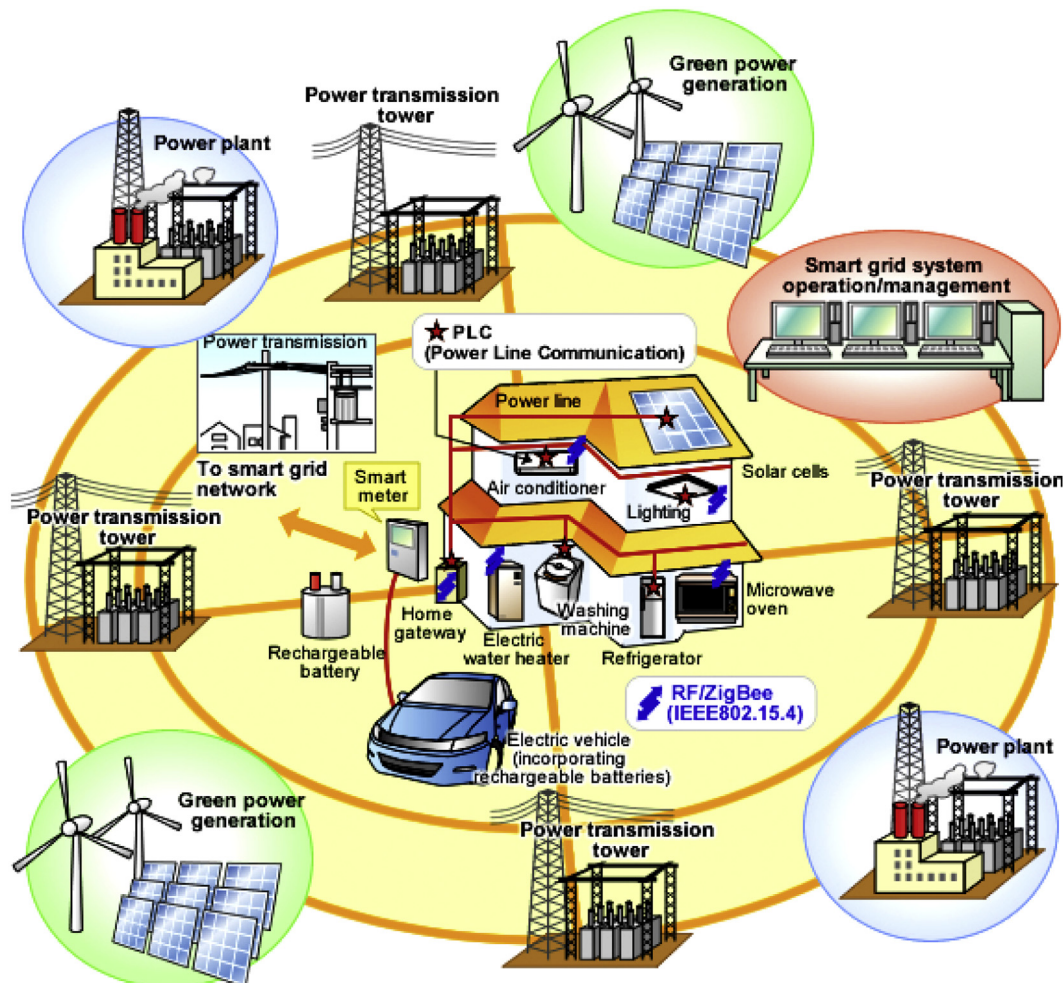 Green power
generation
Power transmission
tower
Power plant
Smart grid system
operation/management
PLC
(Power Line Communication)
Power transmission
Power line
To smart grid
network
Smart
meter
Air conditioner
Solar cells
Lighting
Power transmission
tower
Power transmission
tower
Microwave
oven
Home
gateway
Washing
machine
Electric
water heater
Refrigerator
Rechargeable
battery
RF/ZigBee
(IEEE802.15.4)
Electric vehicle
(incorporating
rechargeable batteries)
Power plant
Green power
generation
Power transmission
tower